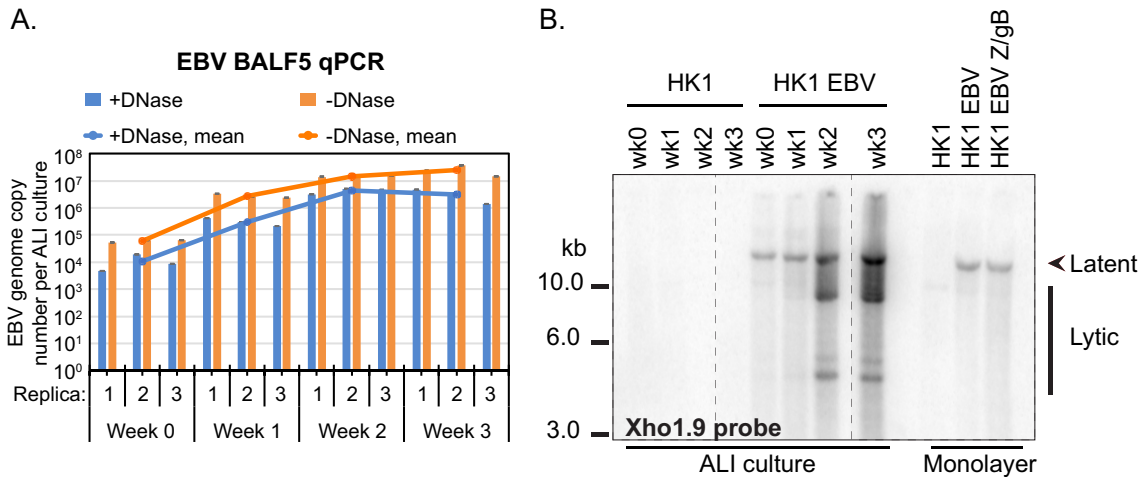 A.
EBV BALF5 qPCR
+DNase
-DNase
+DNase, mean
-DNase, mean
EBV genome copy
number per ALI culture
10⁸
10⁷
10⁶
10⁵
10⁴
10³
10²
10¹
10⁰
Replica: 1 2 3 1 2 3 1 2 3 1 2 3
Week 0 Week 1 Week 2 Week 3
B.
HK1 HK1 EBV
wk0 wk1 wk2 wk3 wk0 wk1 wk2 wk3 HK1 HK1 EBV HK1 EBV Z/gB
kb
10.0
6.0
3.0
Latent
Lytic
Xho1.9 probe
ALI culture Monolayer